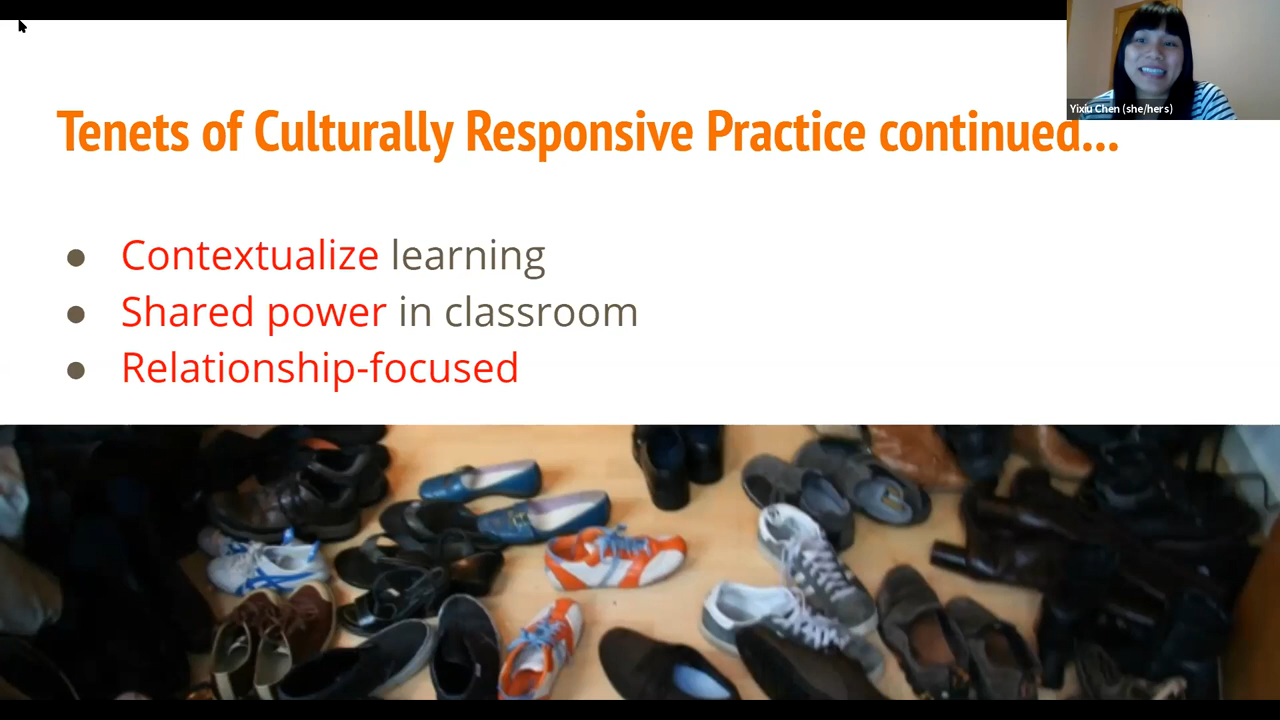 Yixiu Chen (she/hers)
Tenets of Culturally Responsive Practice continued...
● Contextualize learning
● Shared power in classroom
● Relationship-focused